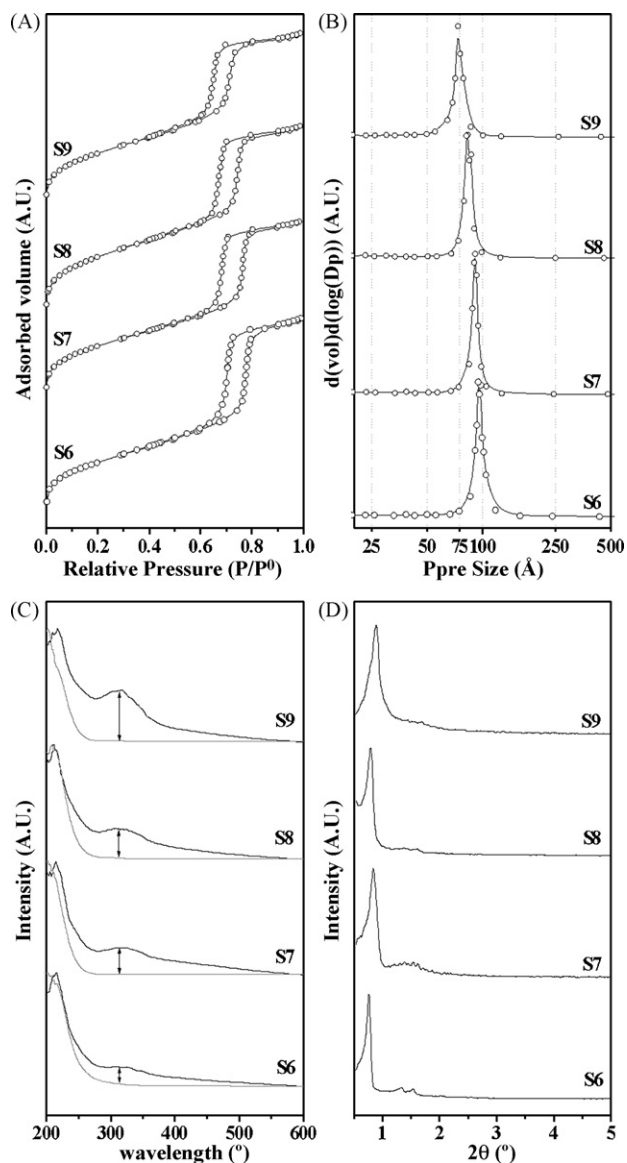 (A)
Adsorbed volume (A.U.)
S9
S8
S7
S6
0.0 0.2 0.4 0.6 0.8 1.0
Relative Pressure (P/P⁰)
(B)
d(vol)d(log(Dp)) (A.U.)
S9
S8
S7
S6
25 50 75 100 250 500
Ppre Size (Å)
(C)
Intensity (A.U.)
S9
S8
S7
S6
200 300 400 500 600
wavelength (º)
(D)
Intensity (A.U.)
S9
S8
S7
S6
1 2 3 4 5
2θ (º)